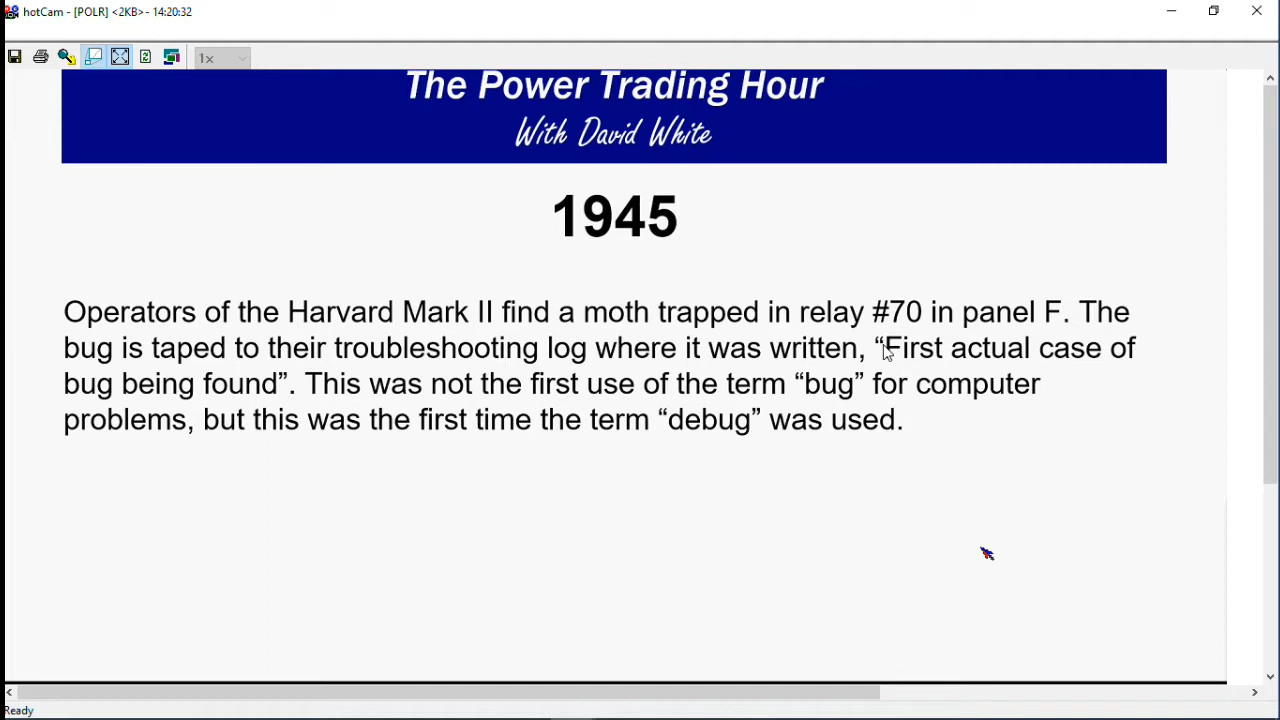 hotCam - [POLR] <2KB> - 14:20:32
1x
The Power Trading Hour
With David White
1945
Operators of the Harvard Mark II find a moth trapped in relay #70 in panel F. The
bug is taped to their troubleshooting log where it was written, “First actual case of
bug being found”. This was not the first use of the term “bug” for computer
problems, but this was the first time the term “debug” was used.
Ready